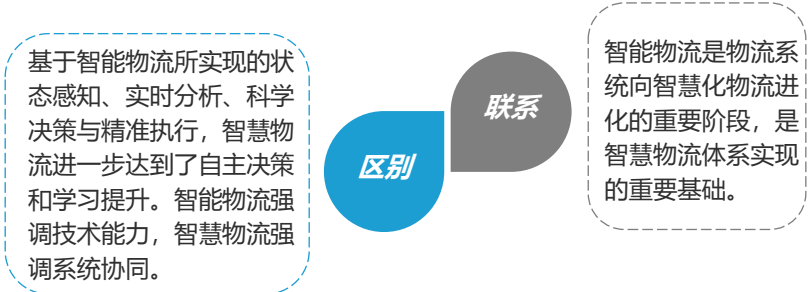 基于智能物流所实现的状
态感知、实时分析、科学
决策与精准执行，智慧物
流进一步达到了自主决策
和学习提升。智能物流强
调技术能力，智慧物流强
调系统协同。
区别
联系
智能物流是物流系
统向智慧化物流进
化的重要阶段，是
智慧物流体系实现
的重要基础。